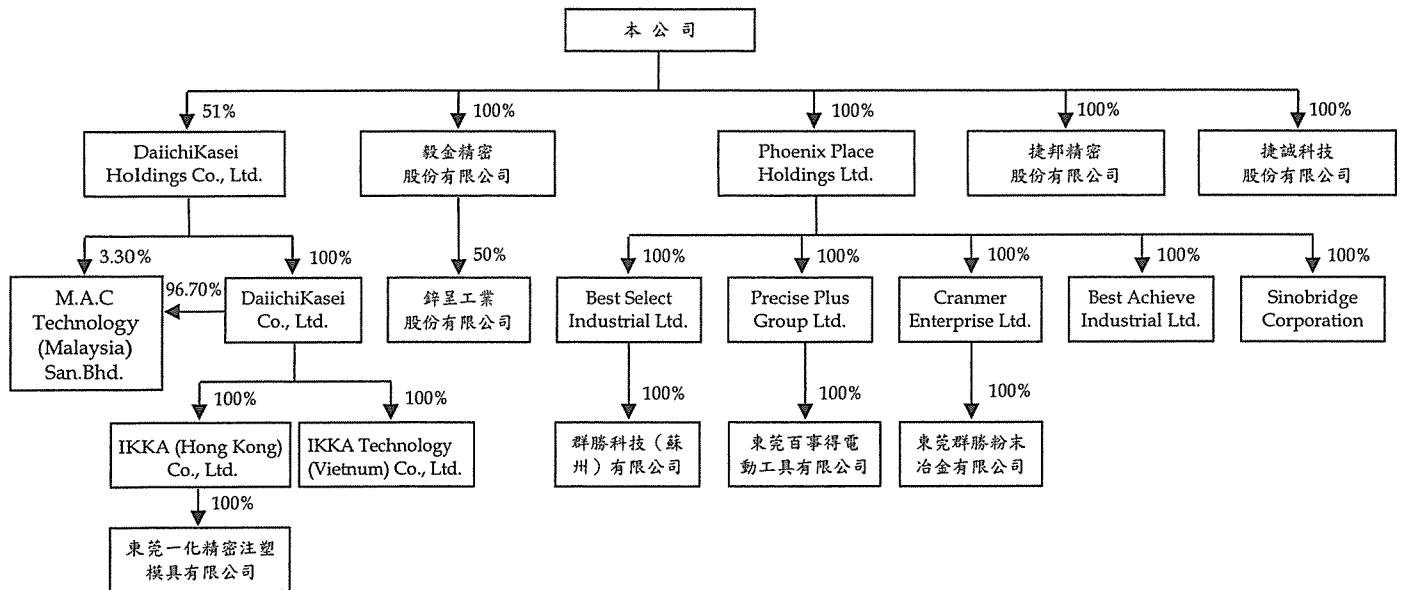 本公司
51%
100%
100%
100%
100%
DaiichiKasei
Holdings Co., Ltd.
毅金精密
股份有限公司
Phoenix Place
Holdings Ltd.
捷邦精密
股份有限公司
捷誠科技
股份有限公司
3.30%
100%
50%
100%
100%
100%
100%
100%
M.A.C
Technology
(Malaysia)
San.Bhd.
96.70%
DaiichiKasei
Co., Ltd.
鋅呈工業
股份有限公司
Best Select
Industrial Ltd.
Precise Plus
Group Ltd.
Cranmer
Enterprise Ltd.
Best Achieve
Industrial Ltd.
Sinobridge
Corporation
100%
100%
100%
100%
100%
IKKA (Hong Kong)
Co., Ltd.
IKKA Technology
(Vietnum) Co., Ltd.
群勝科技（蘇
州）有限公司
東莞百事得電
動工具有限公司
東莞群勝粉末
冶金有限公司
100%
東莞一化精密注塑
模具有限公司